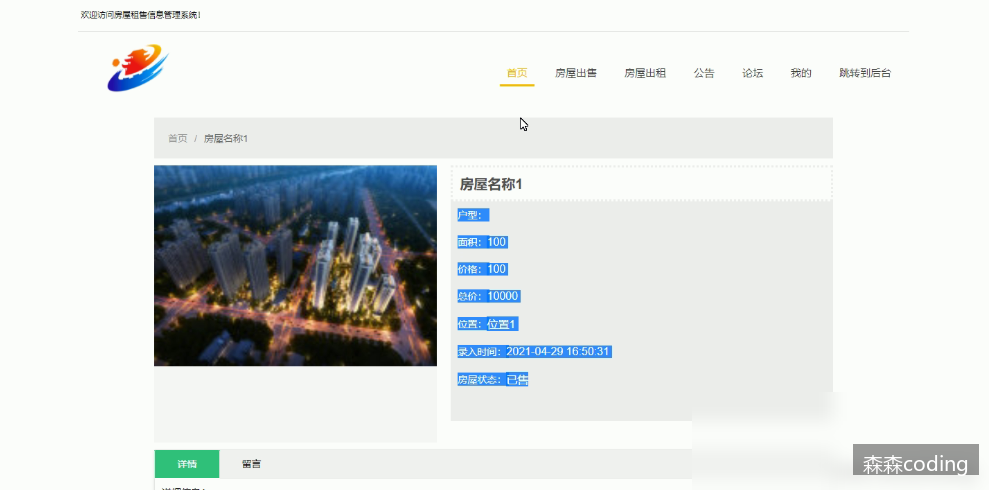 欢迎访问房屋租售信息管理系统!
首页 房屋出售 房屋出租 公告 论坛 我的 跳转到后台
首页 / 房屋名称1
房屋名称1
户型：
面积：100
价格：100
总价：10000
位置：位置1
录入时间：2021-04-29 16:50:31
房屋状态：已售
详情 留言
森森coding